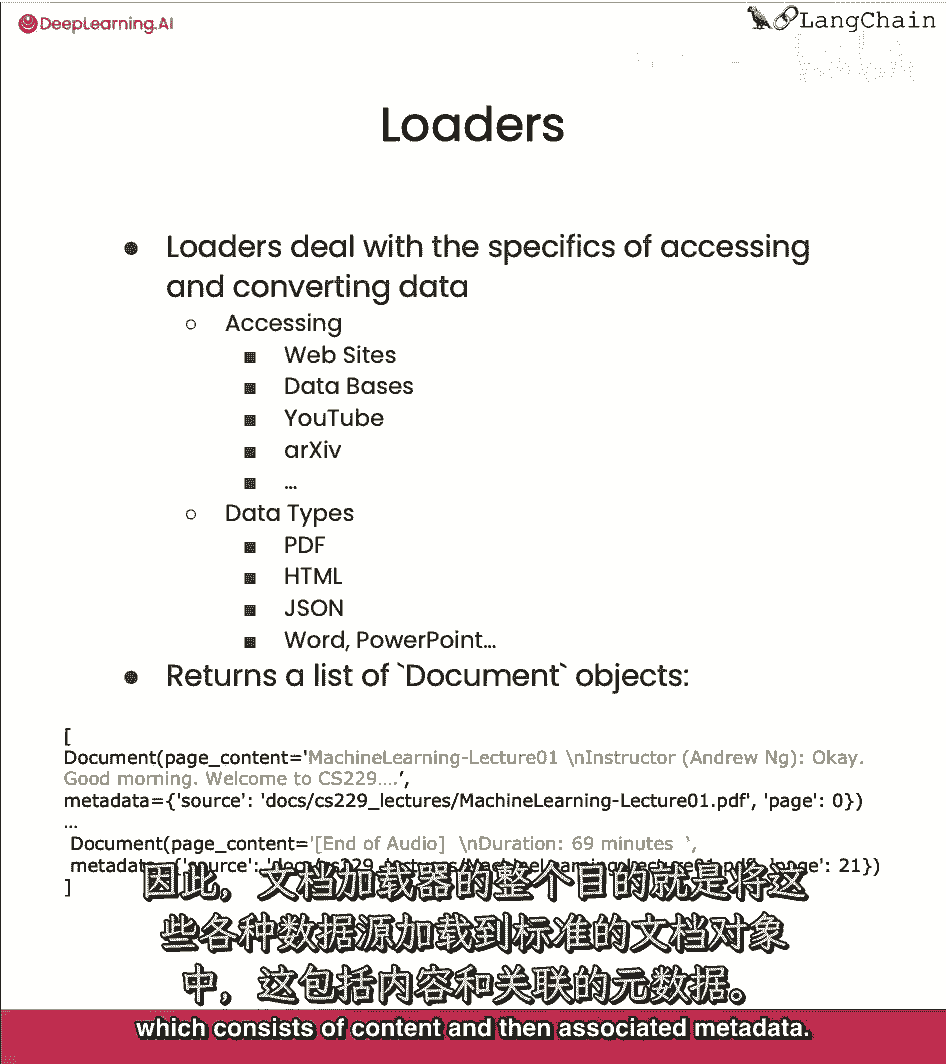 DeepLearning.AI
LangChain
Loaders
● Loaders deal with the specifics of accessing
and converting data
○ Accessing
■ Web Sites
■ Data Bases
■ YouTube
■ arXiv
■ ...
○ Data Types
■ PDF
■ HTML
■ JSON
■ Word, PowerPoint...
● Returns a list of `Document` objects:
[
Document(page_content='MachineLearning-Lecture01 \nInstructor (Andrew Ng): Okay.
Good morning. Welcome to CS229....',
metadata={'source': 'docs/cs229_lectures/MachineLearning-Lecture01.pdf', 'page': 0})
...
Document(page_content='[End of Audio] \nDuration: 69 minutes ',
metadata={'source': 'docs/cs229_lectures/MachineLearning-Lecture01.pdf', 'page': 21})
]
因此，文档加载器的整个目的就是将这
些各种数据源加载到标准的文档对象
中，这包括内容和关联的元数据。
which consists of content and then associated metadata.